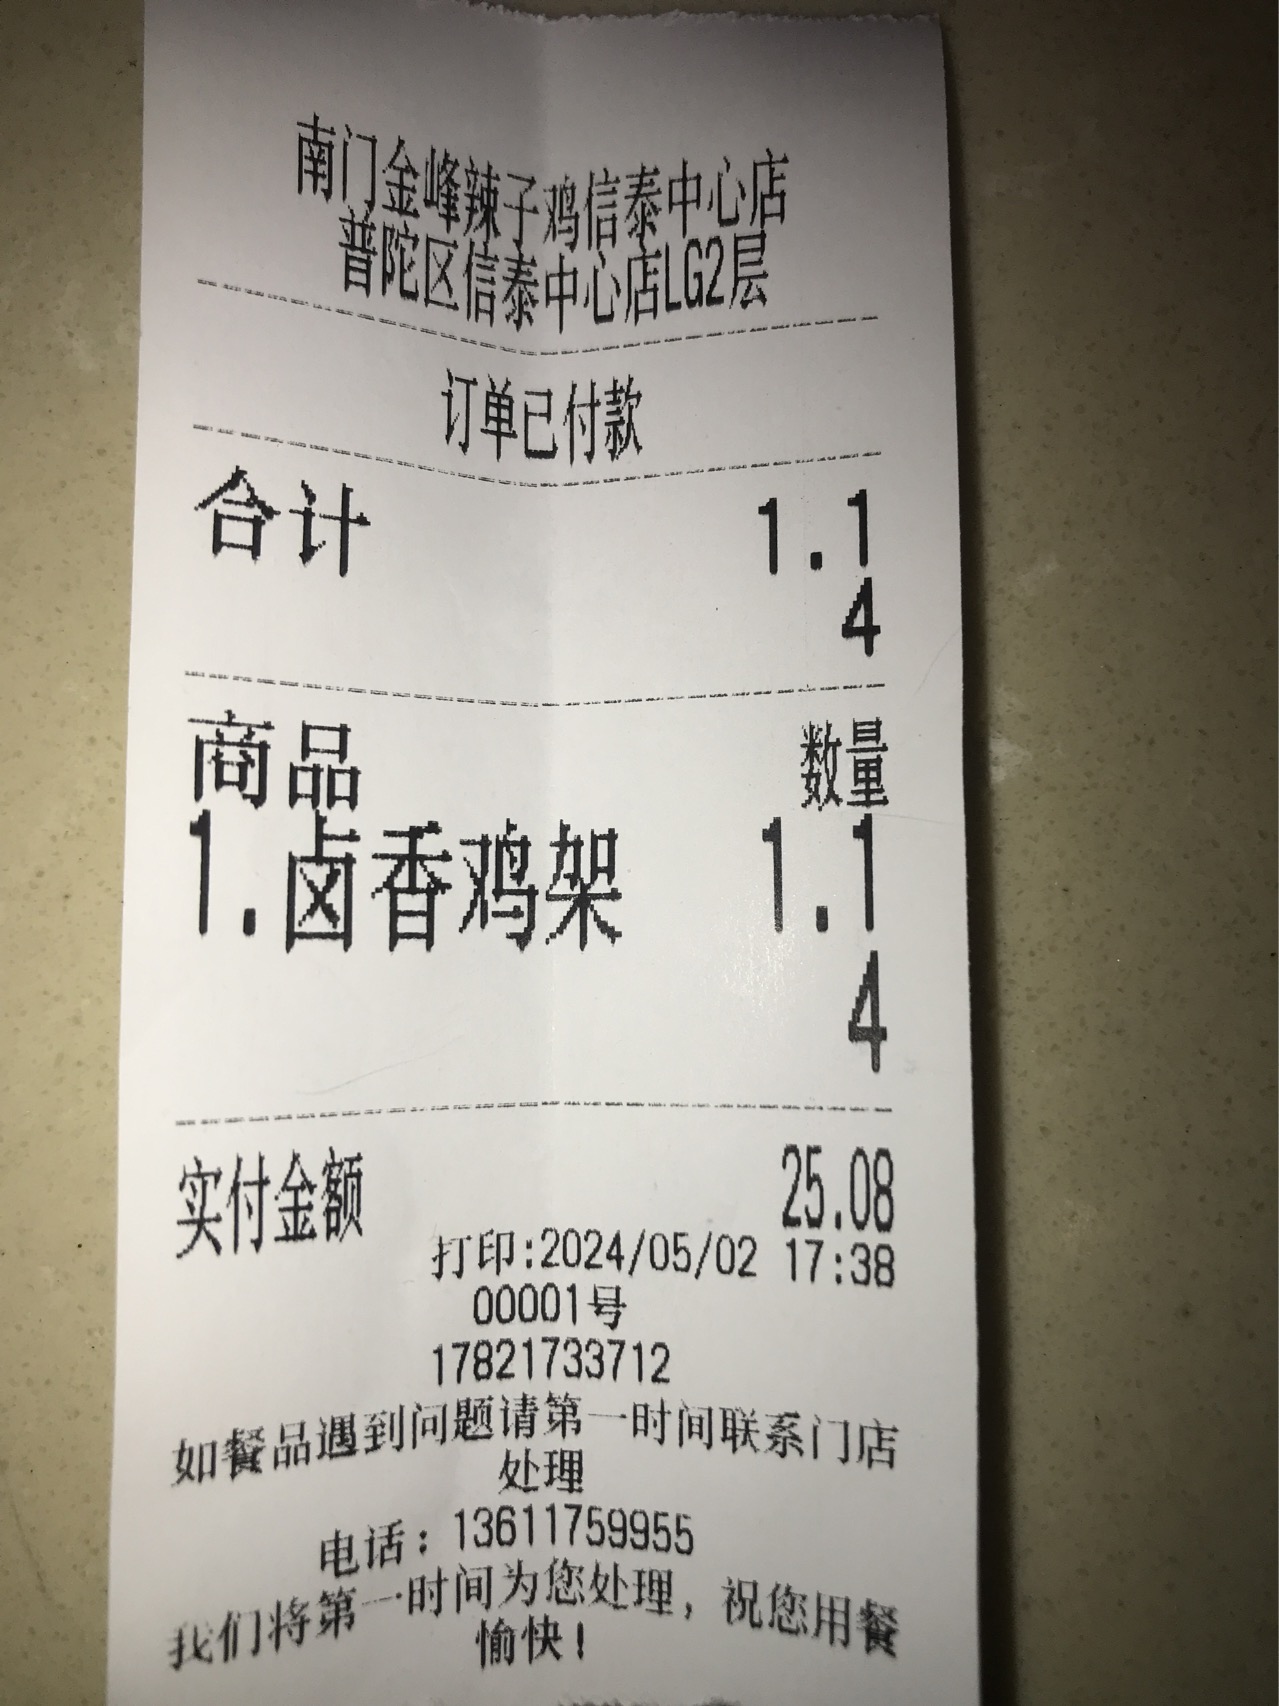 南门金峰辣子鸡信泰中心店
普陀区信泰中心店LG2层
订单已付款
合计 1.1
4
商品 数量
1.卤香鸡架 1.1
4
实付金额 25.08
打印:2024/05/02 17:38
00001号
17821733712
如餐品遇到问题请第一时间联系门店
处理
电话：13611759955
我们将第一时间为您处理，祝您用餐
愉快！